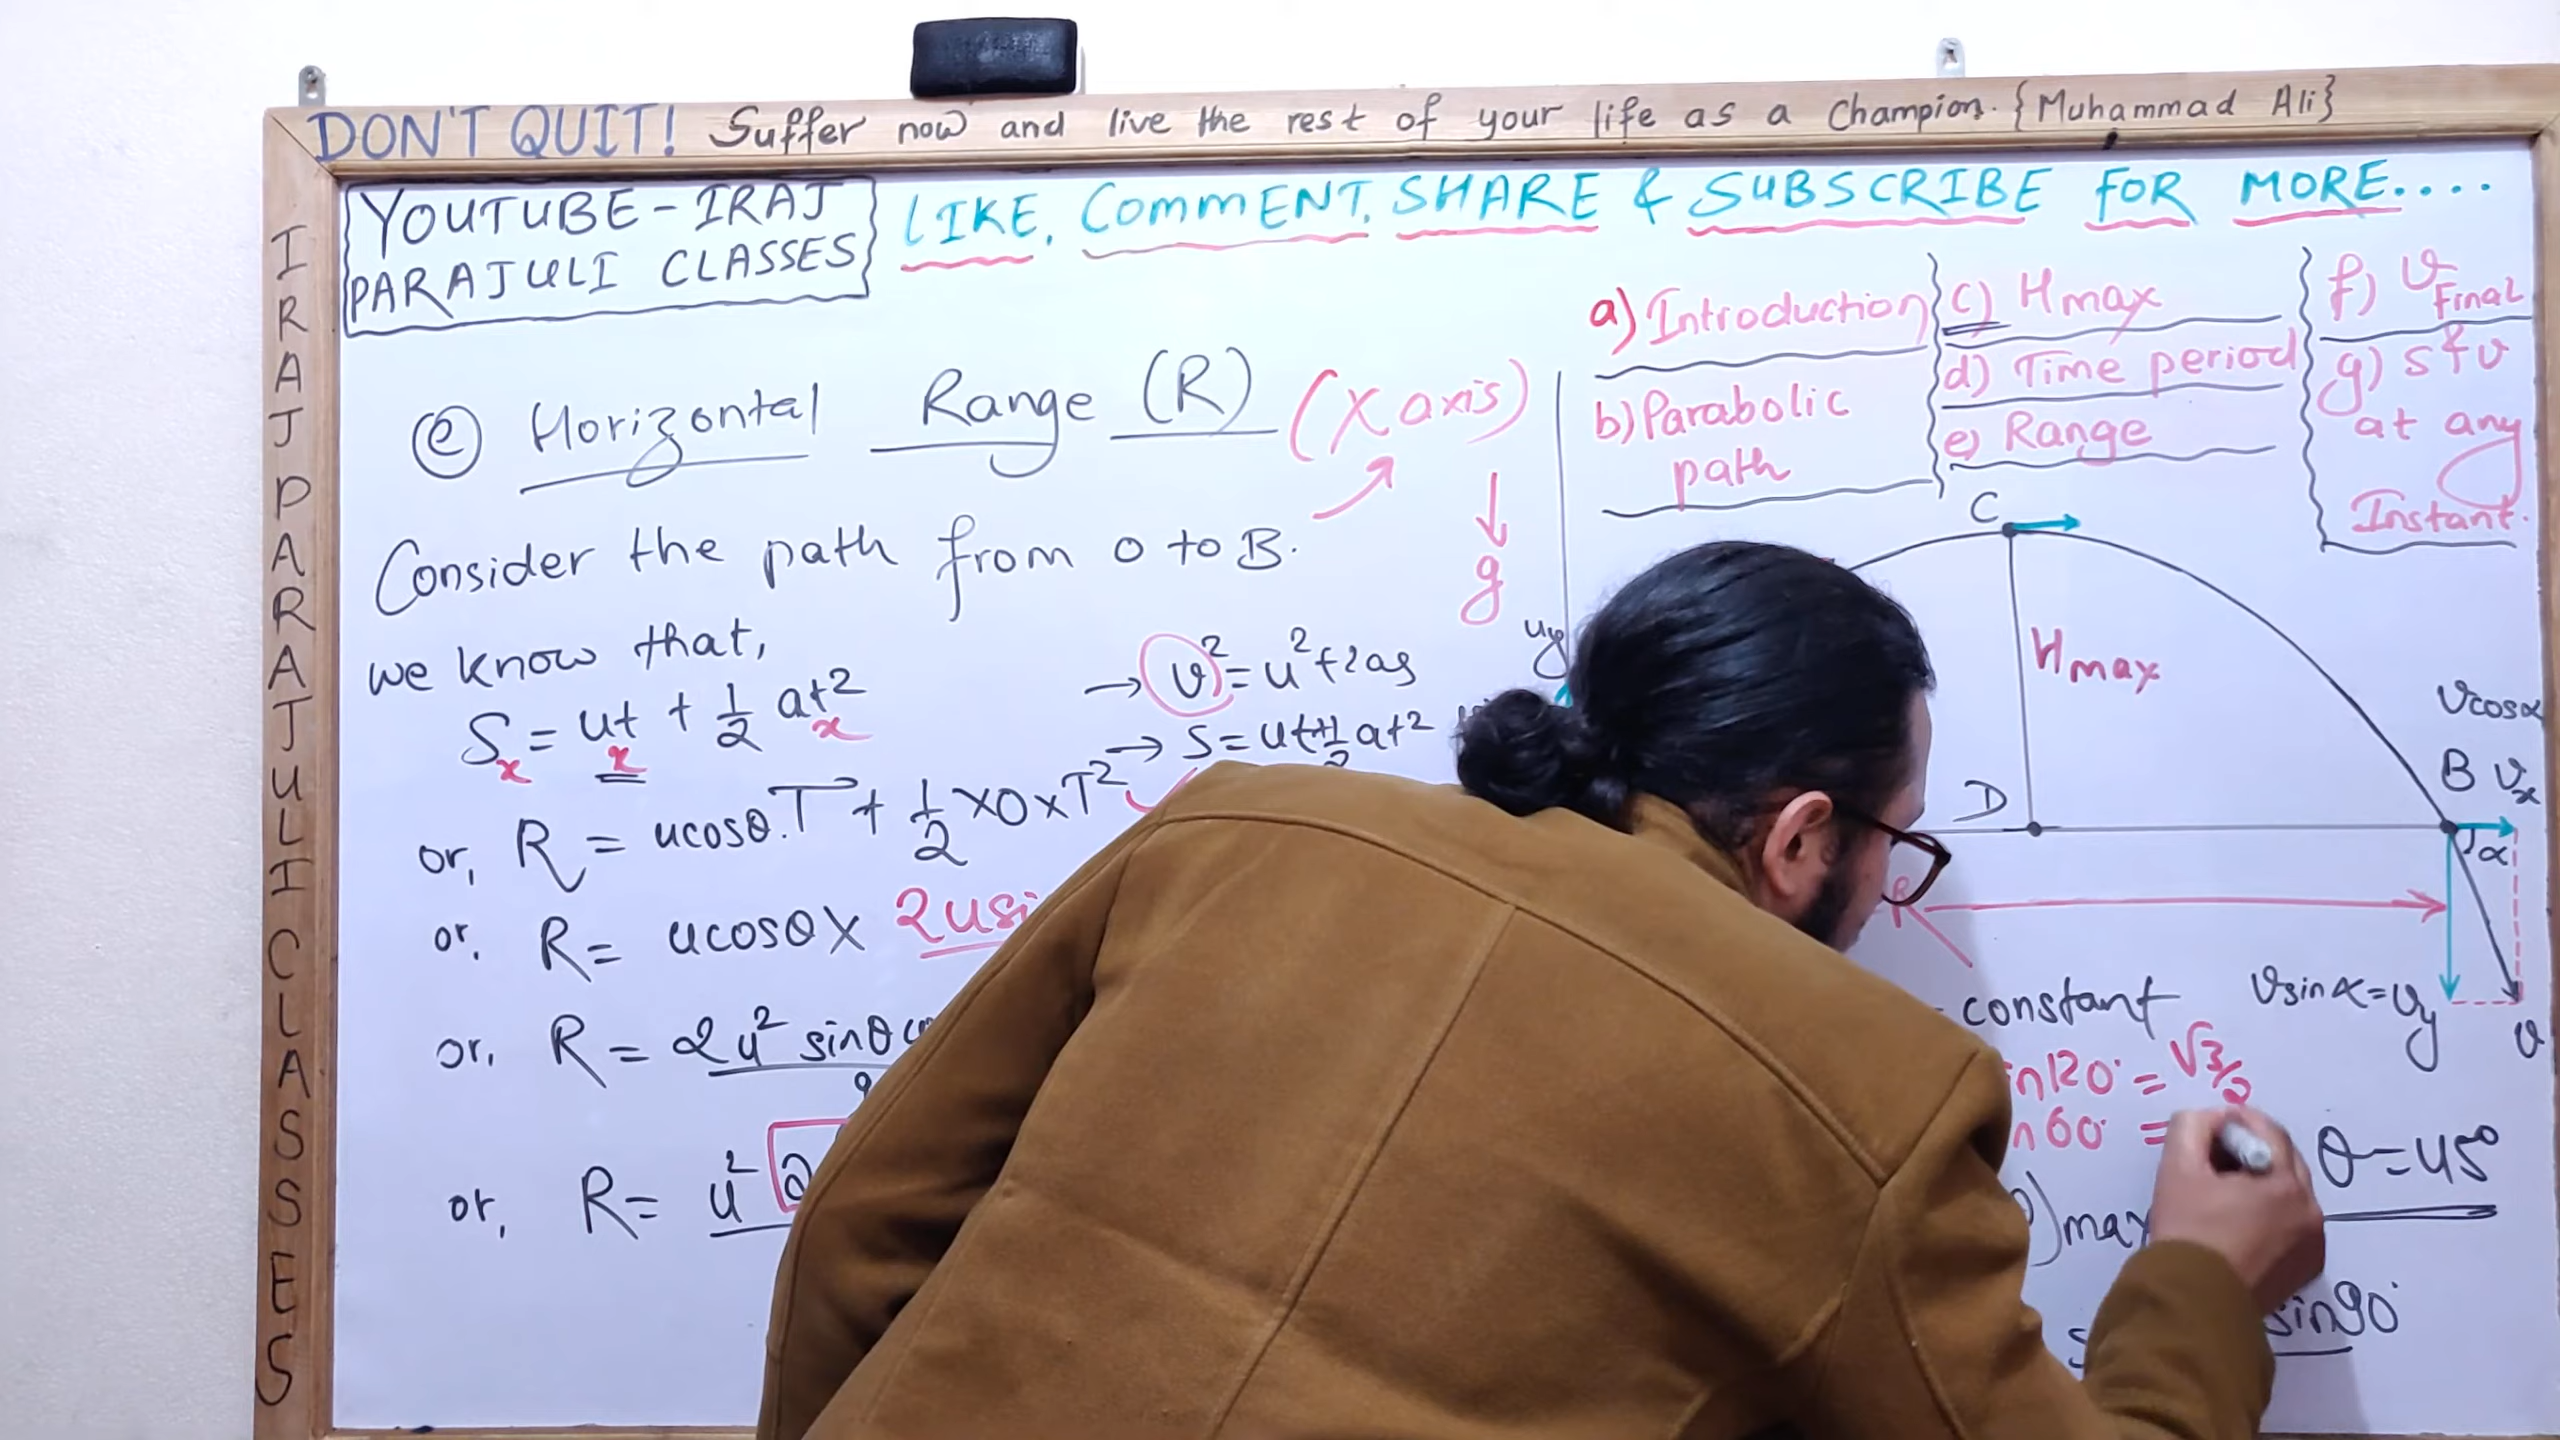 DON'T QUIT! Suffer now and live the rest of your life as a Champion. {Muhammad Ali}
IRAJ PARAJULI CLASSES
YOUTUBE-IRAJ
PARAJULI CLASSES
LIKE, COMMENT, SHARE & SUBSCRIBE FOR MORE....
a) Introduction
b) Parabolic
path
c) Hmax
d) Time period
e) Range
f) v Final
g) s & v
at any
Instant.
e Horizontal Range (R) (X axis)
g
Consider the path from O to B.
we know that,
Sx = uxt + 1/2 axt²
→ v² = u² + 2as
→ s = ut + 1/2 at²
or, R = ucosθ.T + 1/2 × 0 × T²
or, R = ucosθ ×
or, R = 2u² sinθ
or, R = u²
uy
C
Hmax
D
vcosα
B vx
α
R
vsinα = vy
v
constant
120° = √3/2
60° =
max
θ = 45°
sin90°